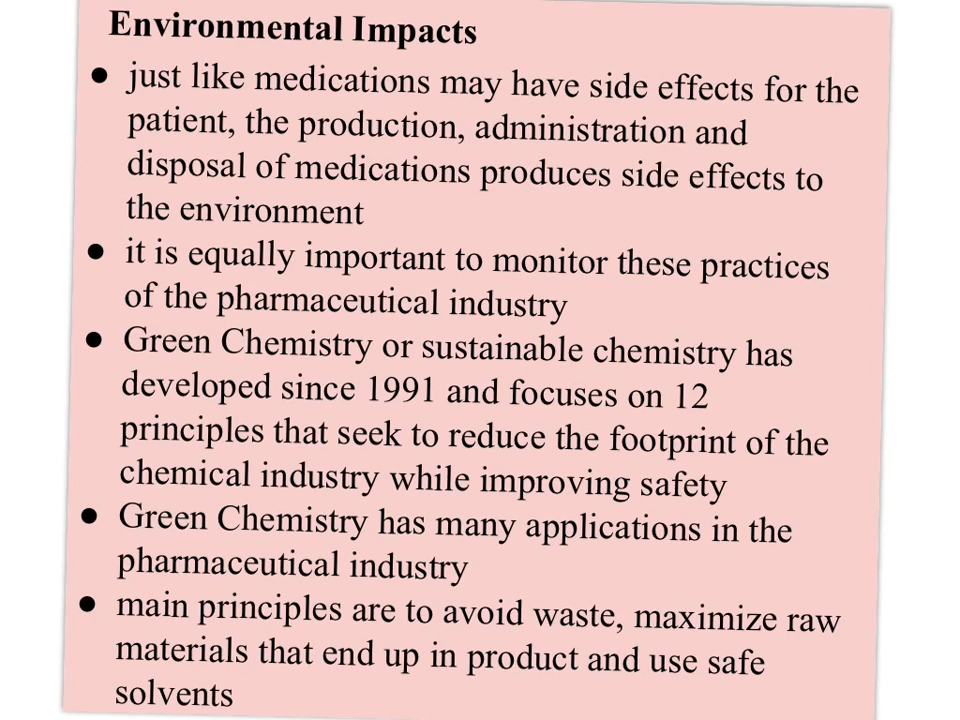 Environmental Impacts
● just like medications may have side effects for the
patient, the production, administration and
disposal of medications produces side effects to
the environment
● it is equally important to monitor these practices
of the pharmaceutical industry
● Green Chemistry or sustainable chemistry has
developed since 1991 and focuses on 12
principles that seek to reduce the footprint of the
chemical industry while improving safety
● Green Chemistry has many applications in the
pharmaceutical industry
● main principles are to avoid waste, maximize raw
materials that end up in product and use safe
solvents